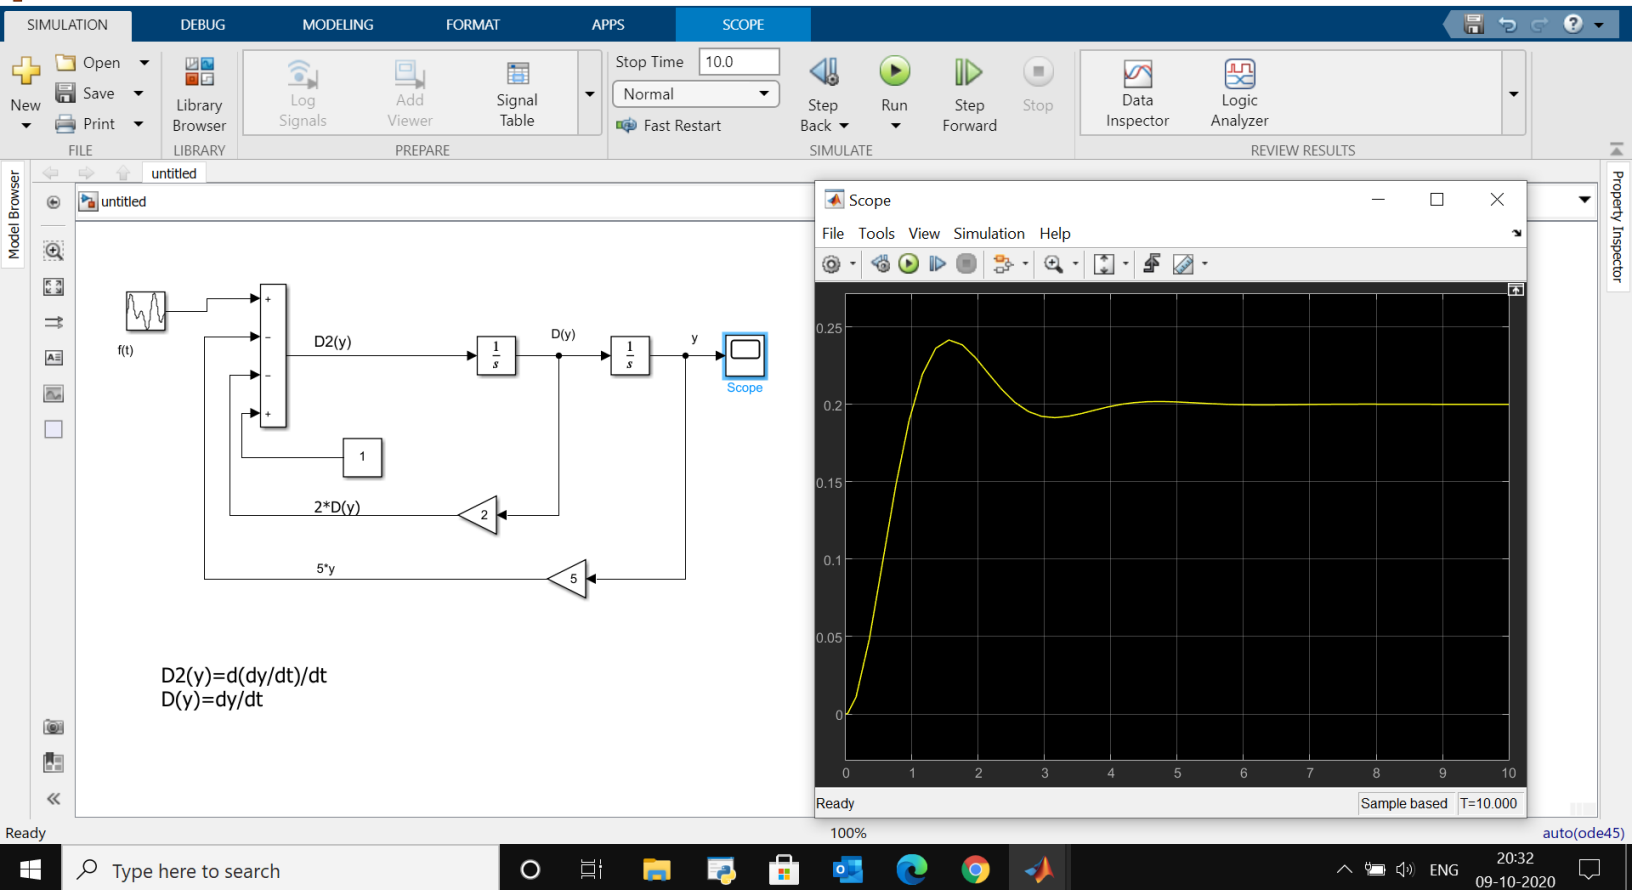 SIMULATION DEBUG MODELING FORMAT APPS SCOPE
New
Open
Save
Print
FILE
Library
Browser
LIBRARY
Log
Signals
Add
Viewer
Signal
Table
PREPARE
Stop Time 10.0
Normal
Fast Restart
Step
Back
Run
Step
Forward
Stop
SIMULATE
Data
Inspector
Logic
Analyzer
REVIEW RESULTS
Model Browser
untitled
untitled
Property Inspector
f(t)
+
−
−
+
D2(y)
1
s
D(y)
1
s
y
Scope
1
2*D(y)
2
5*y
5
D2(y)=d(dy/dt)/dt
D(y)=dy/dt
Scope
File Tools View Simulation Help
0.25
0.2
0.15
0.1
0.05
0
0 1 2 3 4 5 6 7 8 9 10
Ready Sample based T=10.000
Ready 100% auto(ode45)
Type here to search
ENG
20:32
09-10-2020